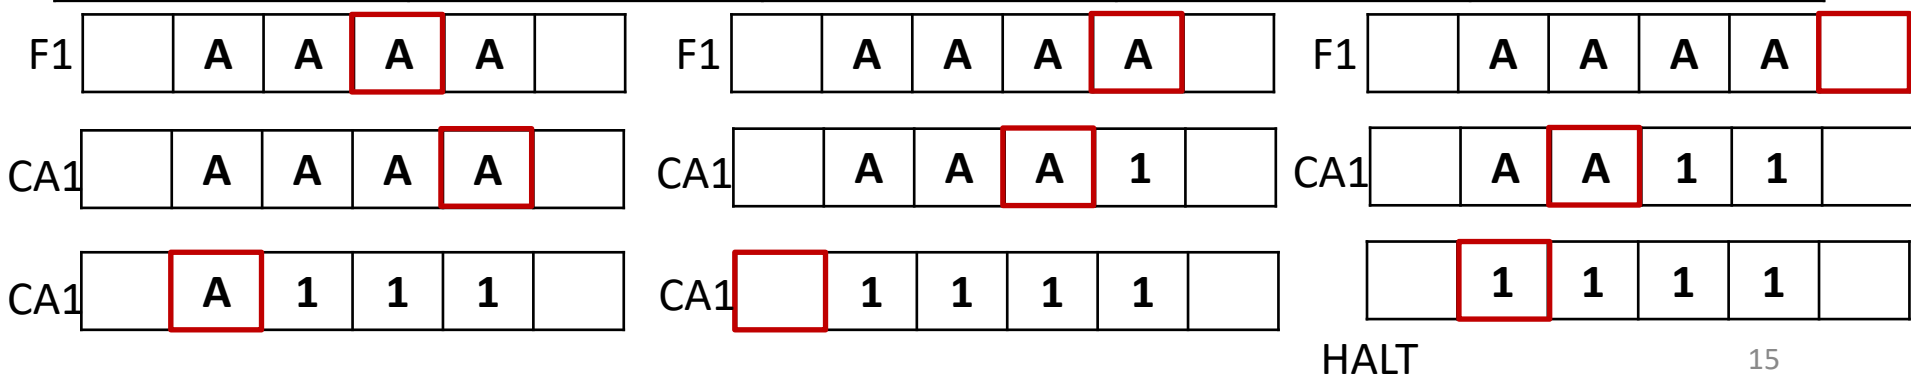 F1 A A A A F1 A A A A F1 A A A A
CA1 A A A A CA1 A A A 1 CA1 A A 1 1
CA1 A 1 1 1 CA1 1 1 1 1 1 1 1 1
HALT 15